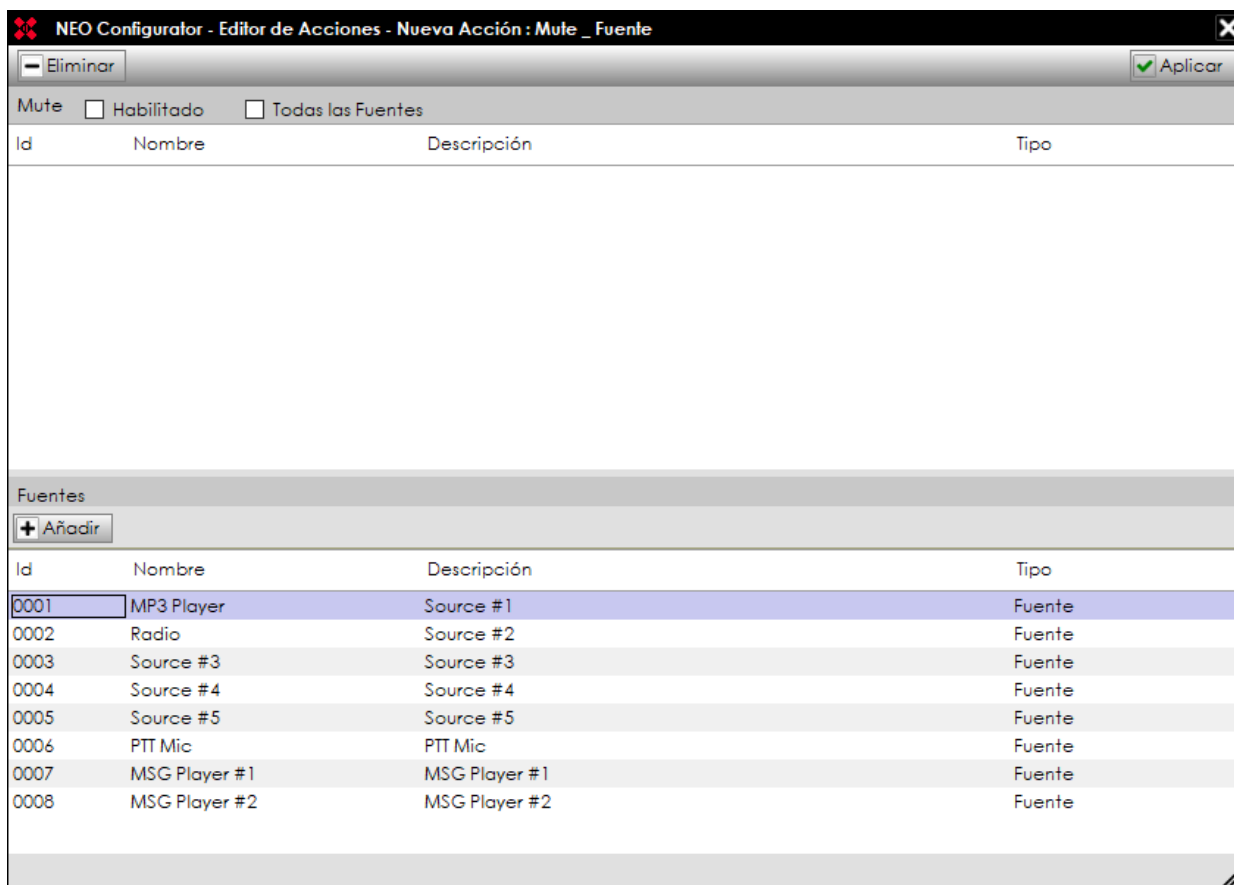 NEO Configurator - Editor de Acciones - Nueva Acción : Mute _ Fuente
Eliminar Aplicar
Mute Habilitado Todas las Fuentes
Id Nombre Descripción Tipo
Fuentes
Añadir
Id Nombre Descripción Tipo
0001 MP3 Player Source #1 Fuente
0002 Radio Source #2 Fuente
0003 Source #3 Source #3 Fuente
0004 Source #4 Source #4 Fuente
0005 Source #5 Source #5 Fuente
0006 PTT Mic PTT Mic Fuente
0007 MSG Player #1 MSG Player #1 Fuente
0008 MSG Player #2 MSG Player #2 Fuente